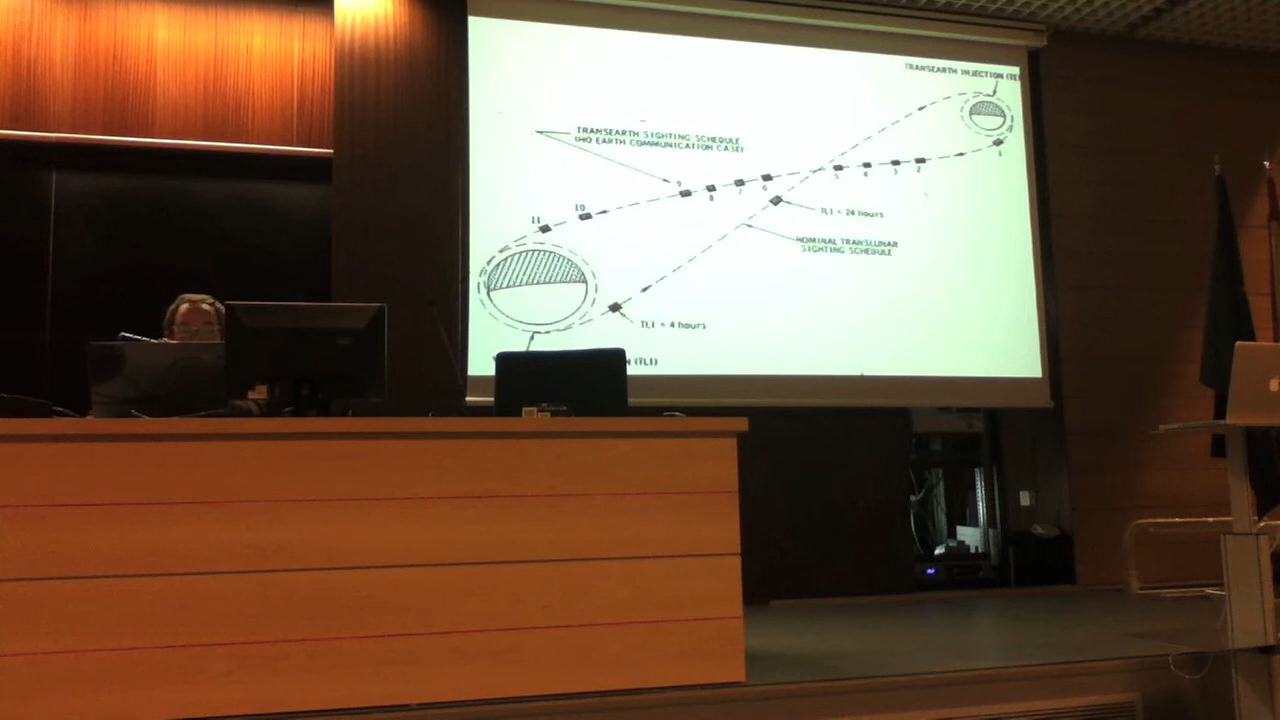 TRANSEARTH INJECTION (TEI
TRANSEARTH SIGHTING SCHEDULE
(NO EARTH COMMUNICATION CASE)
1
2
3
4
5
6
7
8
9
10
11
TLI + 24 hours
NOMINAL TRANSLUNAR
SIGHTING SCHEDULE
TLI + 4 hours
N (TLI)